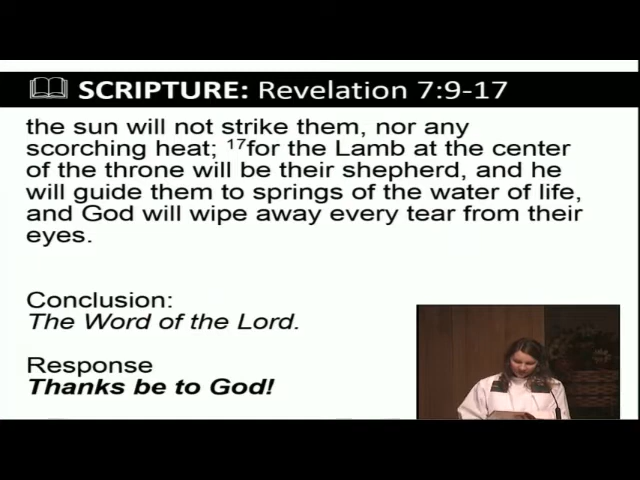 SCRIPTURE: Revelation 7:9-17
the sun will not strike them, nor any
scorching heat; ¹⁷for the Lamb at the center
of the throne will be their shepherd, and he
will guide them to springs of the water of life,
and God will wipe away every tear from their
eyes.
Conclusion:
The Word of the Lord.
Response
Thanks be to God!